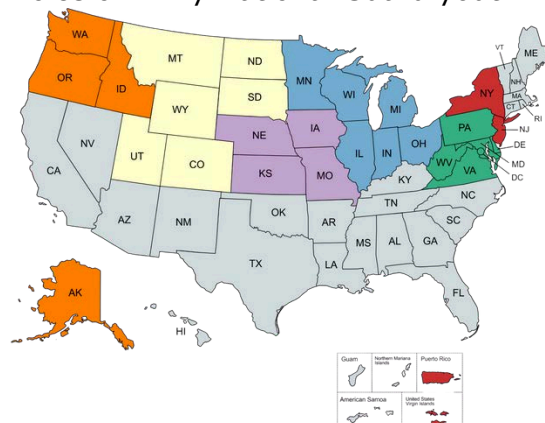 WA
MT
ND
VT
ME
OR
ID
MN
NH
SD
WI
NY
MA
WY
MI
CT
RI
IA
PA
NJ
NE
NV
OH
DE
UT
IL
IN
MD
CO
WV
VA
DC
KS
MO
CA
KY
NC
TN
OK
AZ
NM
AR
SC
MS
AL
GA
TX
LA
AK
FL
HI
Guam
Northern Mariana
Islands
Puerto Rico
American Samoa
United States
Virgin Islands